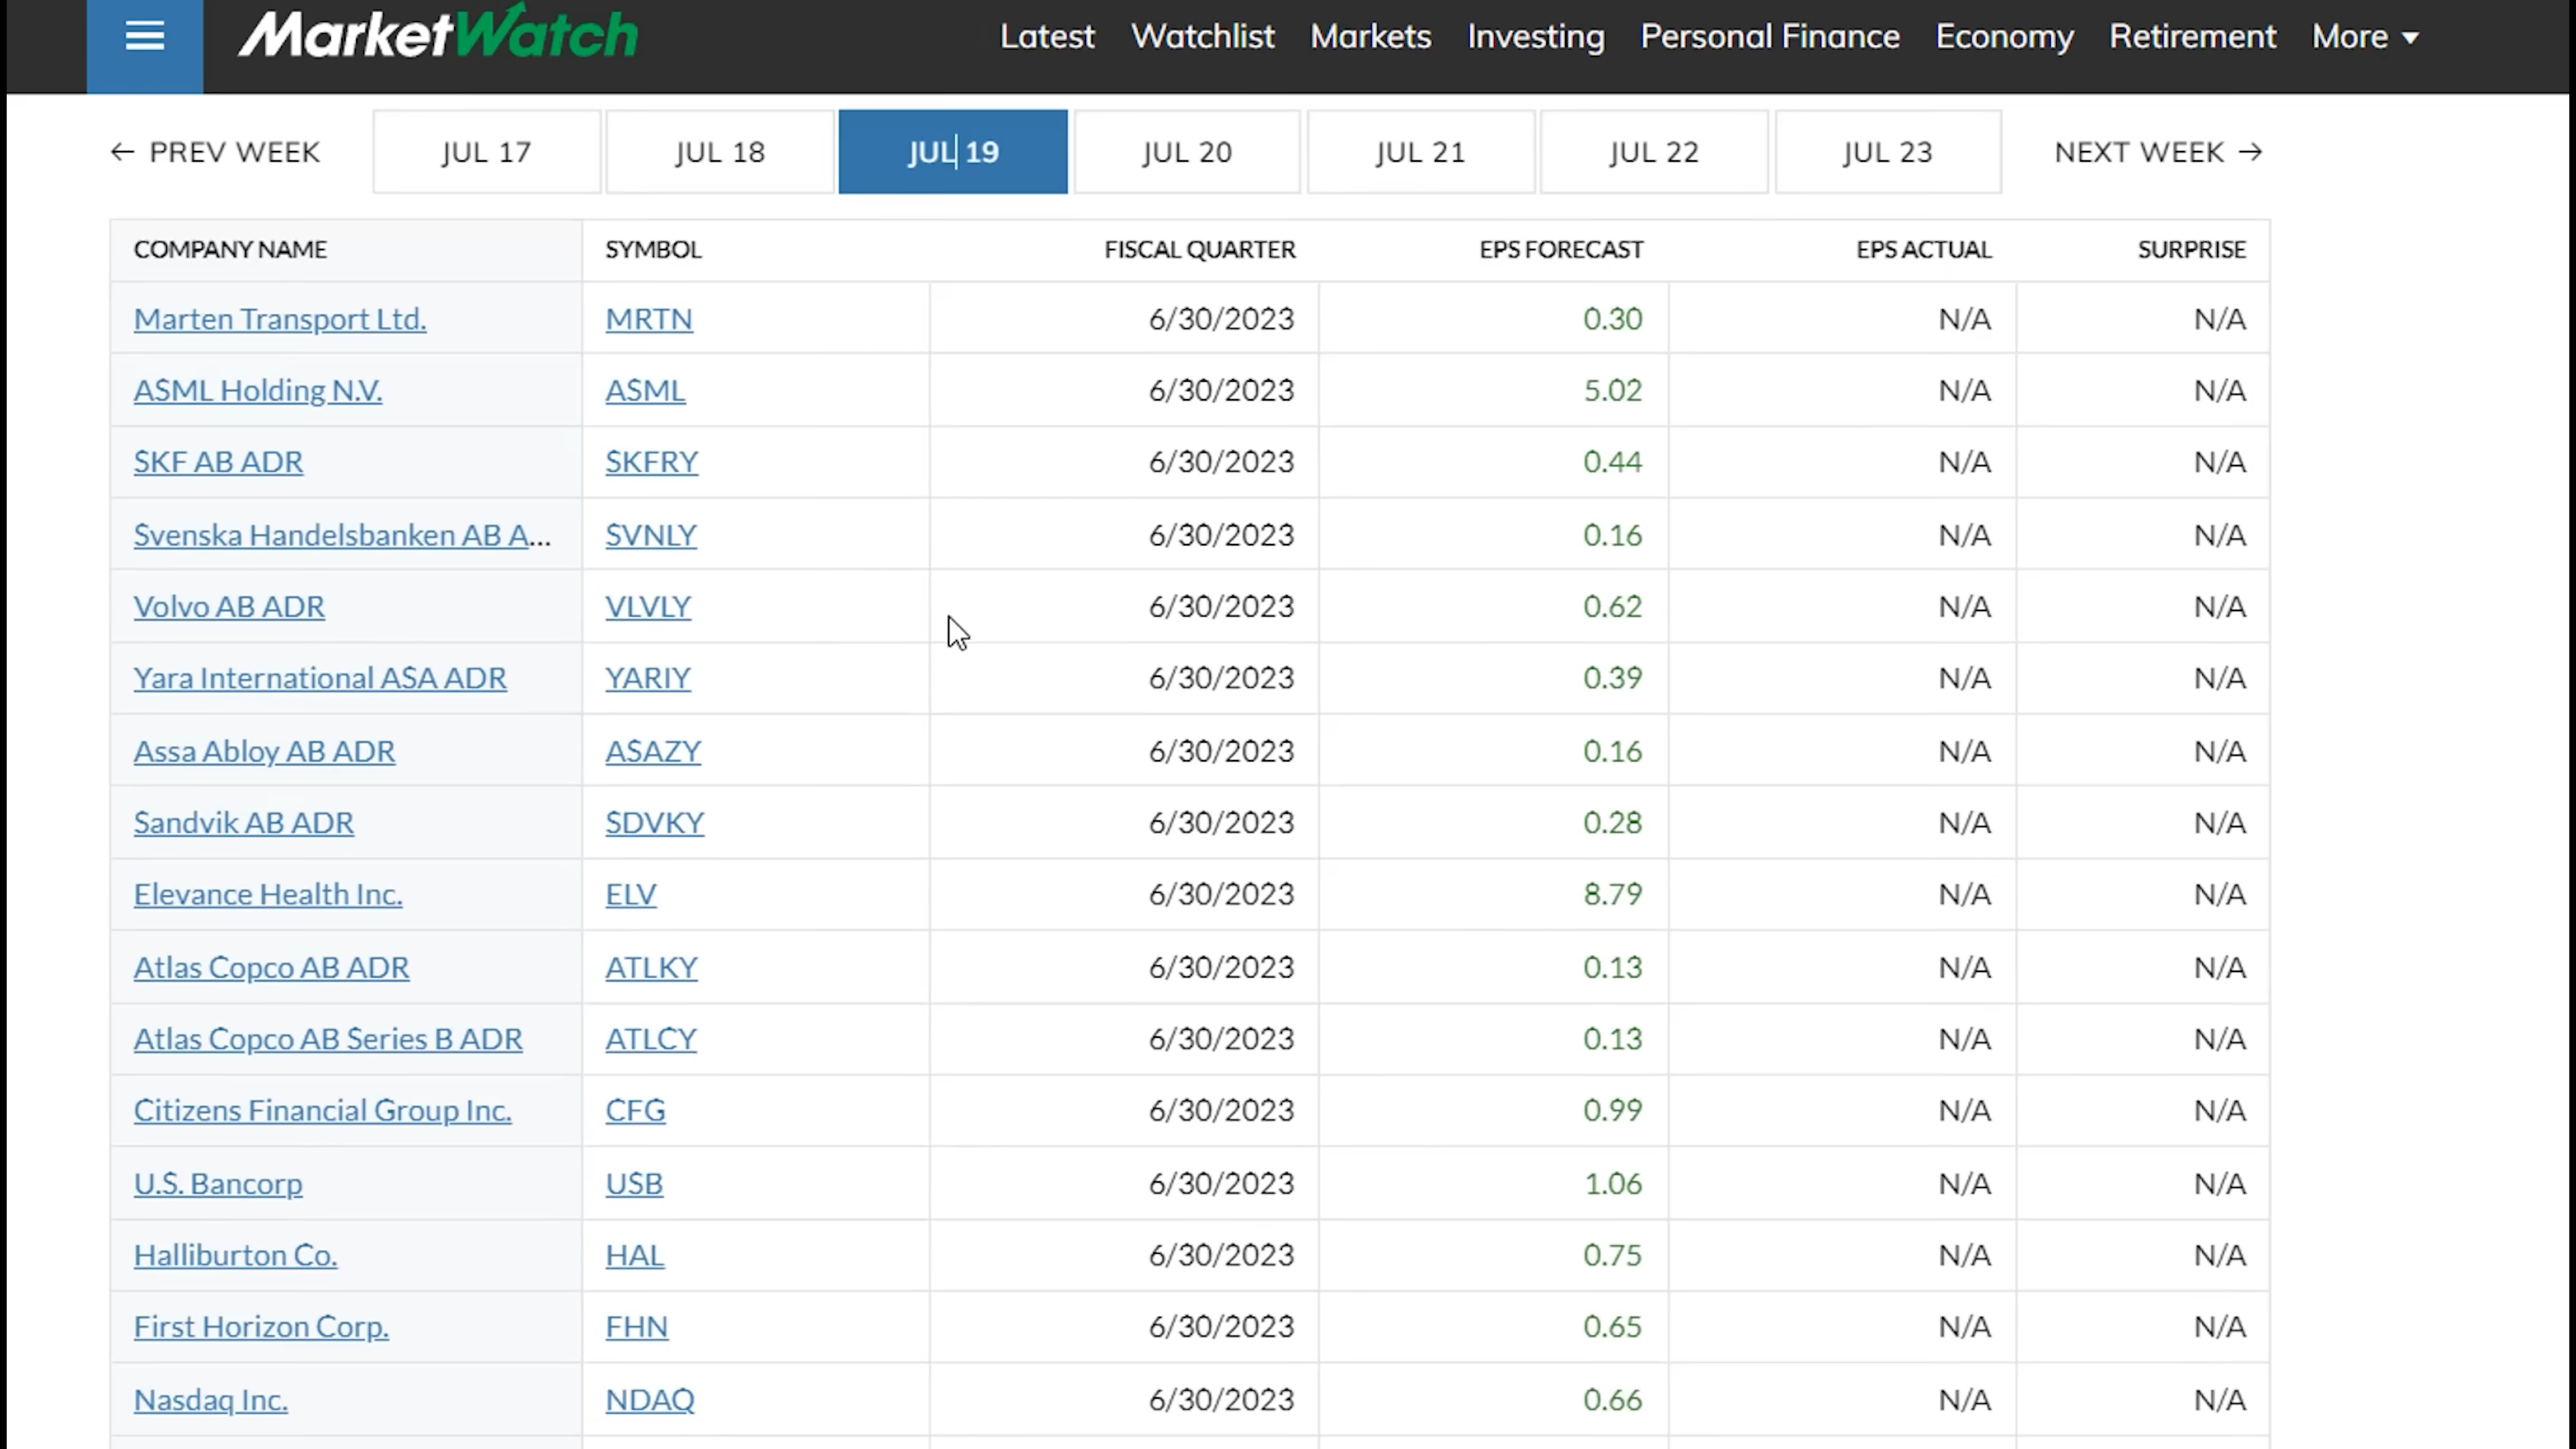 MarketWatch Latest Watchlist Markets Investing Personal Finance Economy Retirement More
← PREV WEEK JUL 17 JUL 18 JUL 19 JUL 20 JUL 21 JUL 22 JUL 23 NEXT WEEK →
COMPANY NAME SYMBOL FISCAL QUARTER EPS FORECAST EPS ACTUAL SURPRISE
Marten Transport Ltd. MRTN 6/30/2023 0.30 N/A N/A
ASML Holding N.V. ASML 6/30/2023 5.02 N/A N/A
SKF AB ADR SKFRY 6/30/2023 0.44 N/A N/A
Svenska Handelsbanken AB A... SVNLY 6/30/2023 0.16 N/A N/A
Volvo AB ADR VLVLY 6/30/2023 0.62 N/A N/A
Yara International ASA ADR YARIY 6/30/2023 0.39 N/A N/A
Assa Abloy AB ADR ASAZY 6/30/2023 0.16 N/A N/A
Sandvik AB ADR SDVKY 6/30/2023 0.28 N/A N/A
Elevance Health Inc. ELV 6/30/2023 8.79 N/A N/A
Atlas Copco AB ADR ATLKY 6/30/2023 0.13 N/A N/A
Atlas Copco AB Series B ADR ATLCY 6/30/2023 0.13 N/A N/A
Citizens Financial Group Inc. CFG 6/30/2023 0.99 N/A N/A
U.S. Bancorp USB 6/30/2023 1.06 N/A N/A
Halliburton Co. HAL 6/30/2023 0.75 N/A N/A
First Horizon Corp. FHN 6/30/2023 0.65 N/A N/A
Nasdaq Inc. NDAQ 6/30/2023 0.66 N/A N/A